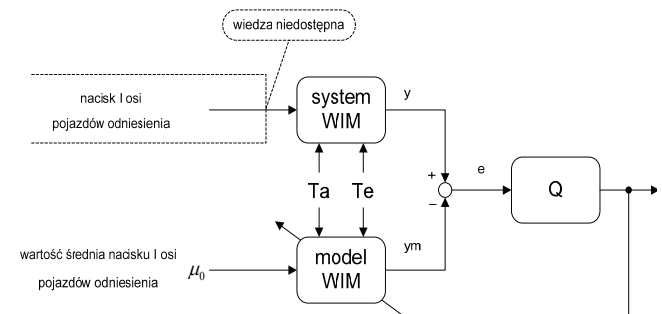 wiedza niedostępna
nacisk I osi
pojazdów odniesienia
system
WIM
y
+
−
e
Q
Ta
Te
wartość średnia nacisku I osi
pojazdów odniesienia
μ₀
model
WIM
ym